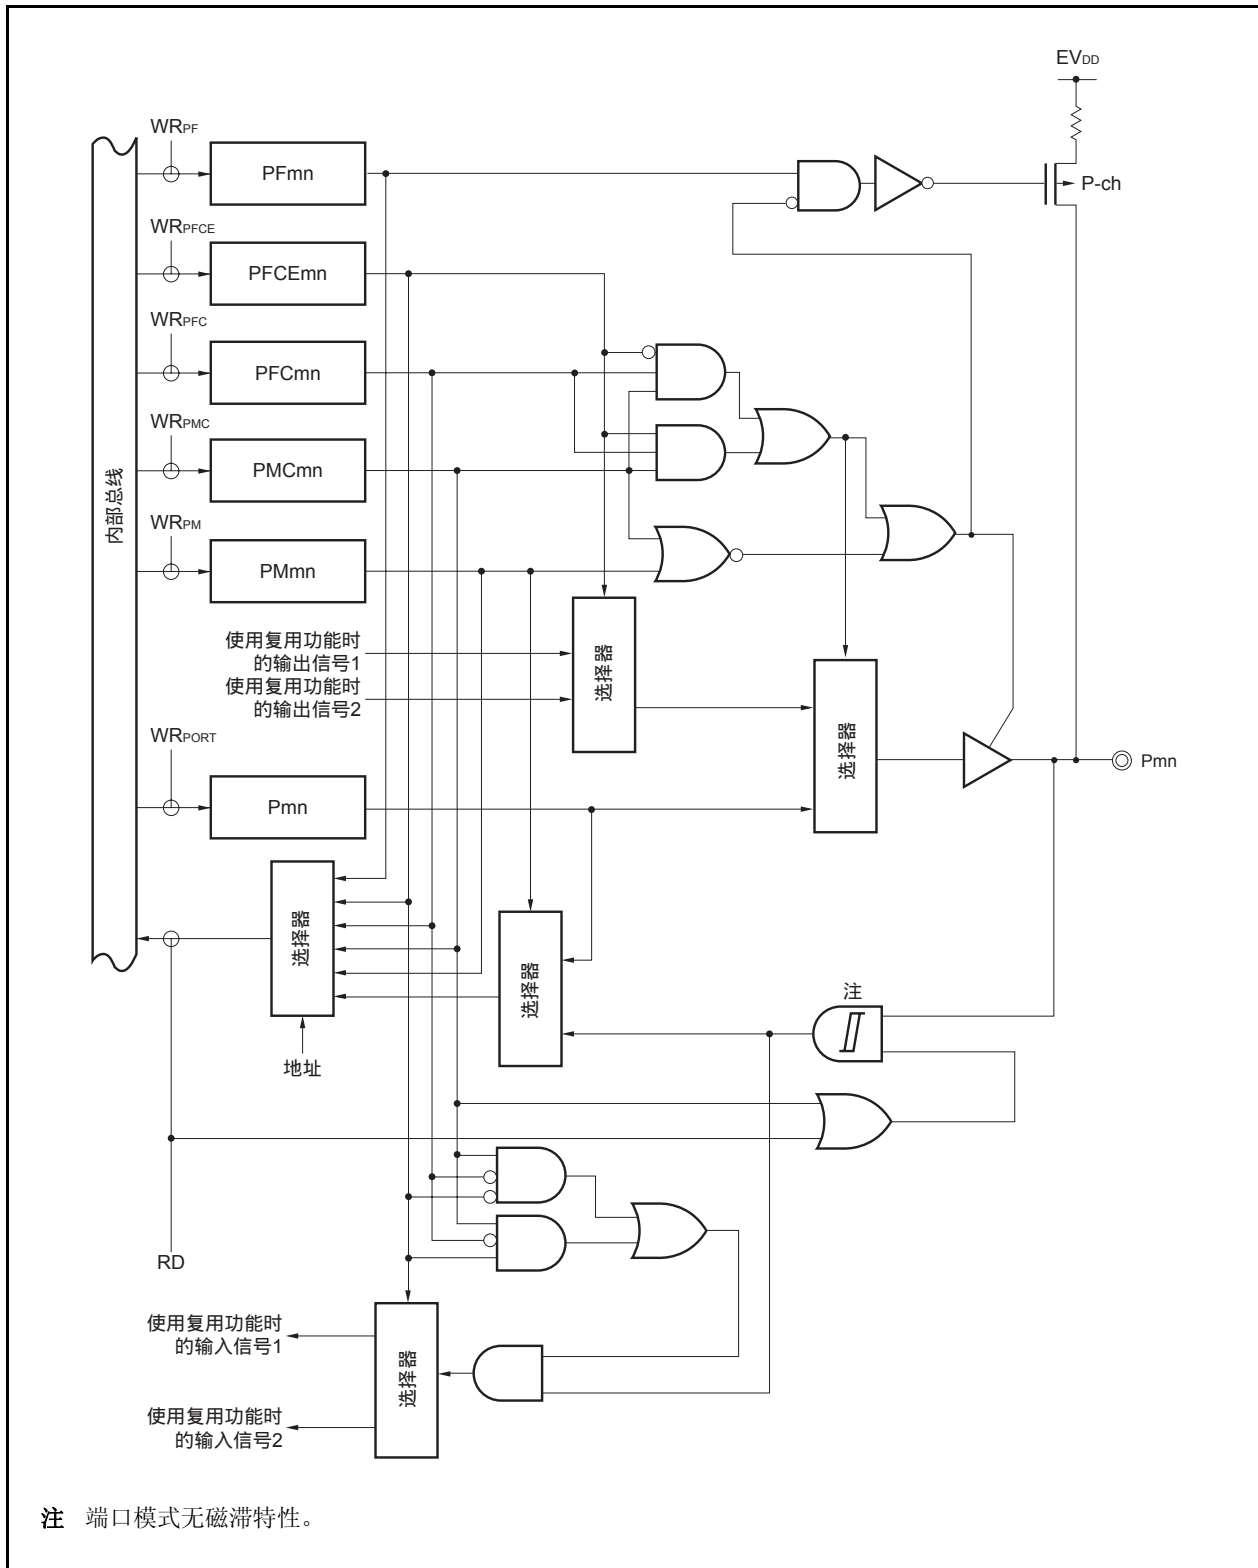 EVDD
WRPF
PFmn
P-ch
WRPFCE
PFCEmn
WRPFC
PFCmn
WRPMC
PMCmn
内部总线
WRPM
PMmn
使用复用功能时
的输出信号1
使用复用功能时
的输出信号2
选择器
选择器
WRPORT
Pmn
Pmn
选择器
选择器
注
地址
RD
使用复用功能时
的输入信号1
选择器
使用复用功能时
的输入信号2
注 端口模式无磁滞特性。